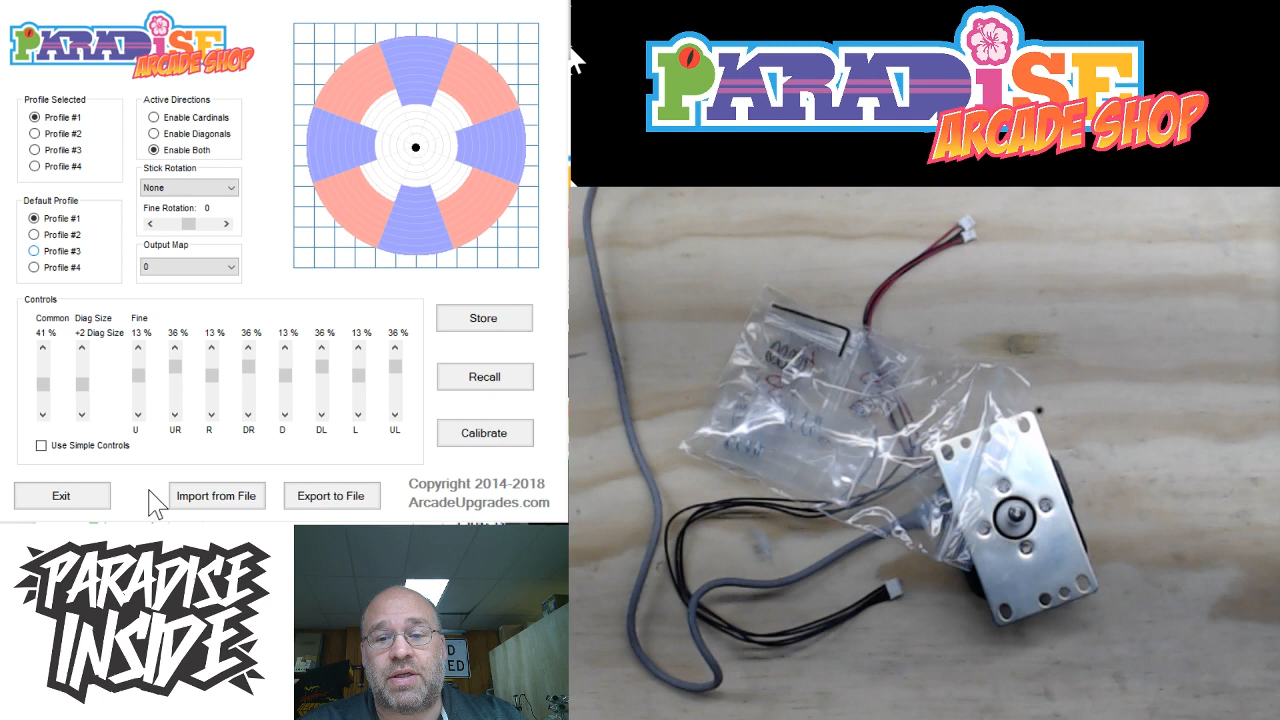 PARADiSE
ARCADE SHOP
Profile Selected
Profile #1
Profile #2
Profile #3
Profile #4
Active Directions
Enable Cardinals
Enable Diagonals
Enable Both
Stick Rotation
None
Fine Rotation: 0
Default Profile
Profile #1
Profile #2
Profile #3
Profile #4
Output Map
0
Controls
Common Diag Size Fine
41 % +2 Diag Size 13 % 36 % 13 % 36 % 13 % 36 % 13 % 36 %
U UR R DR D DL L UL
Use Simple Controls
Store
Recall
Calibrate
Exit
Import from File
Export to File
Copyright 2014-2018
ArcadeUpgrades.com
PARADiSE
ARCADE SHOP
PARADISE
INSIDE